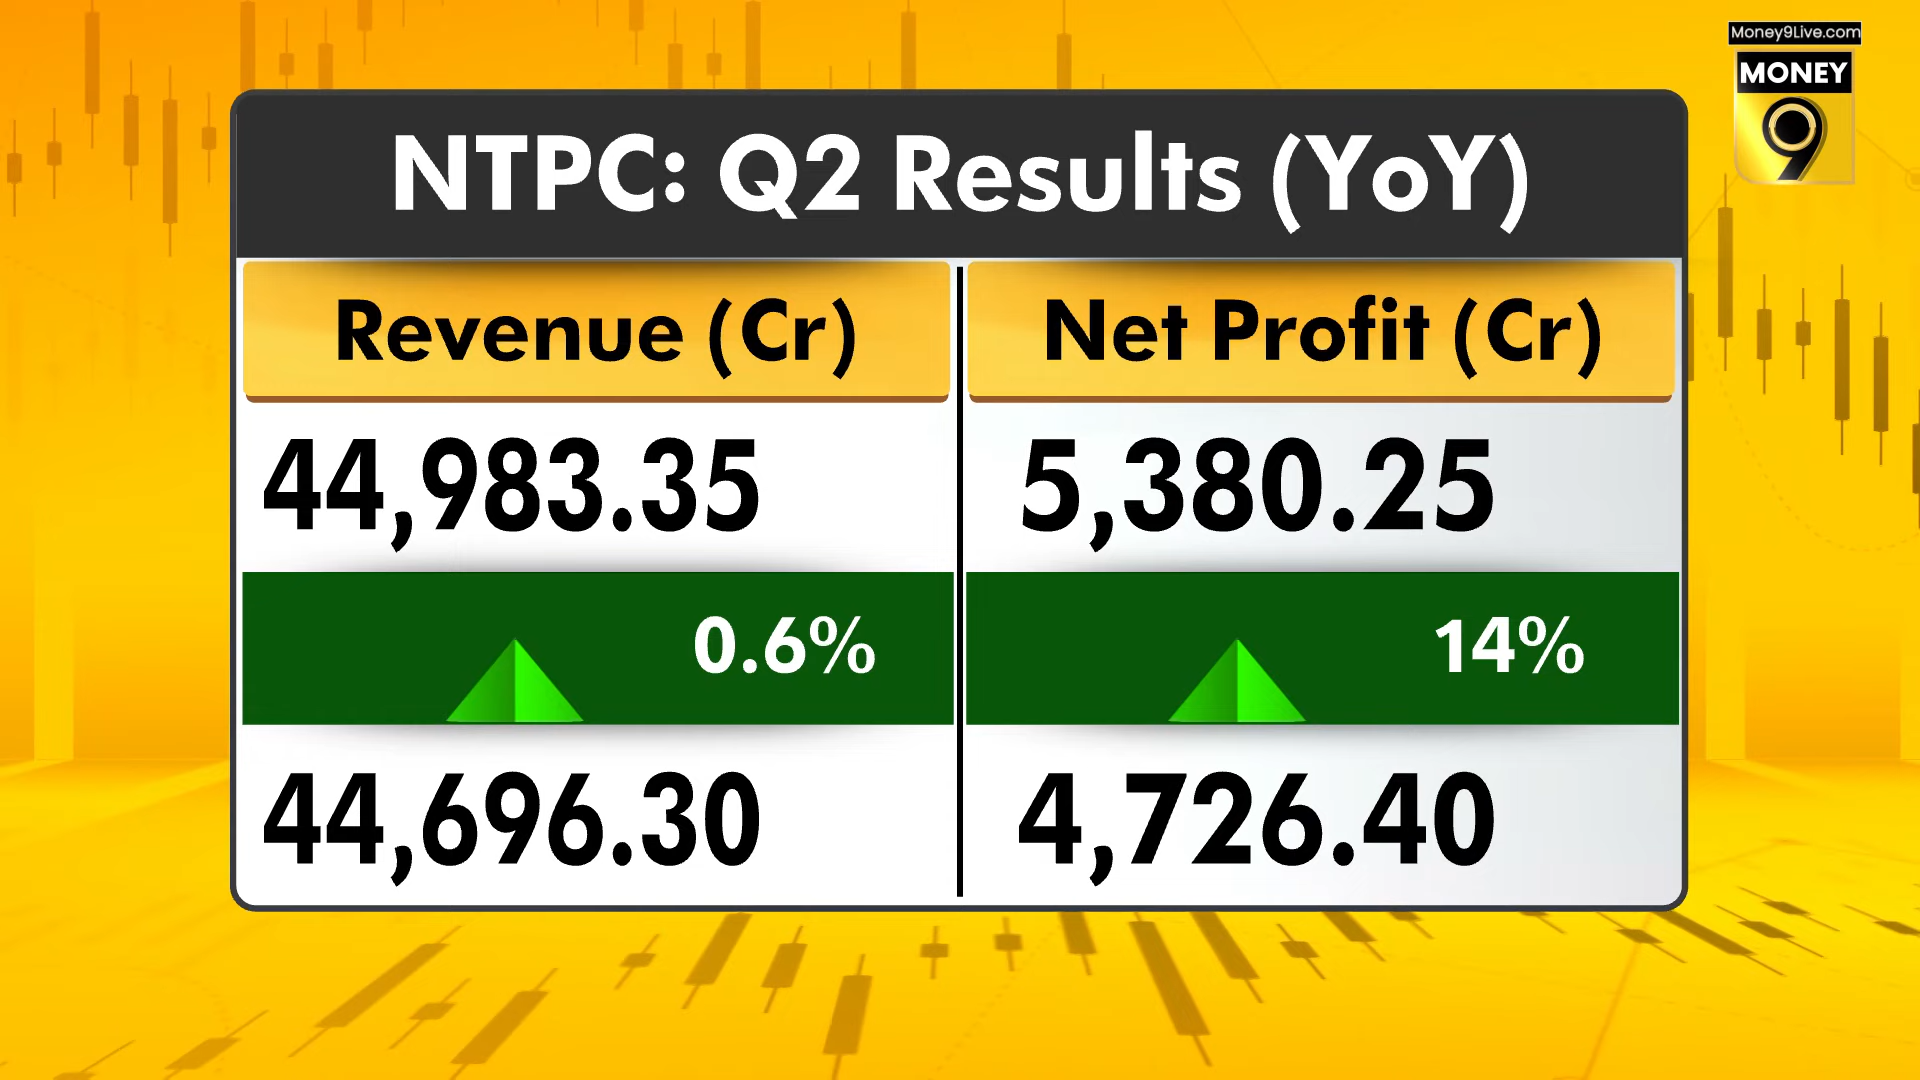 Money9Live.com
MONEY
9
NTPC: Q2 Results (YoY)
Revenue (Cr) Net Profit (Cr)
44,983.35 5,380.25
0.6% 14%
44,696.30 4,726.40